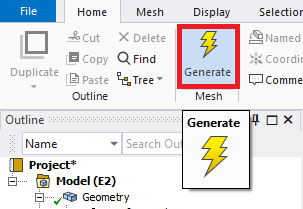 File Home Mesh Display Selection
Cut Delete Named
Duplicate Copy Find Generate
Paste Tree Comme
Outline Mesh
Outline Generate
Name Search Out
Project*
Model (E2)
Geometry